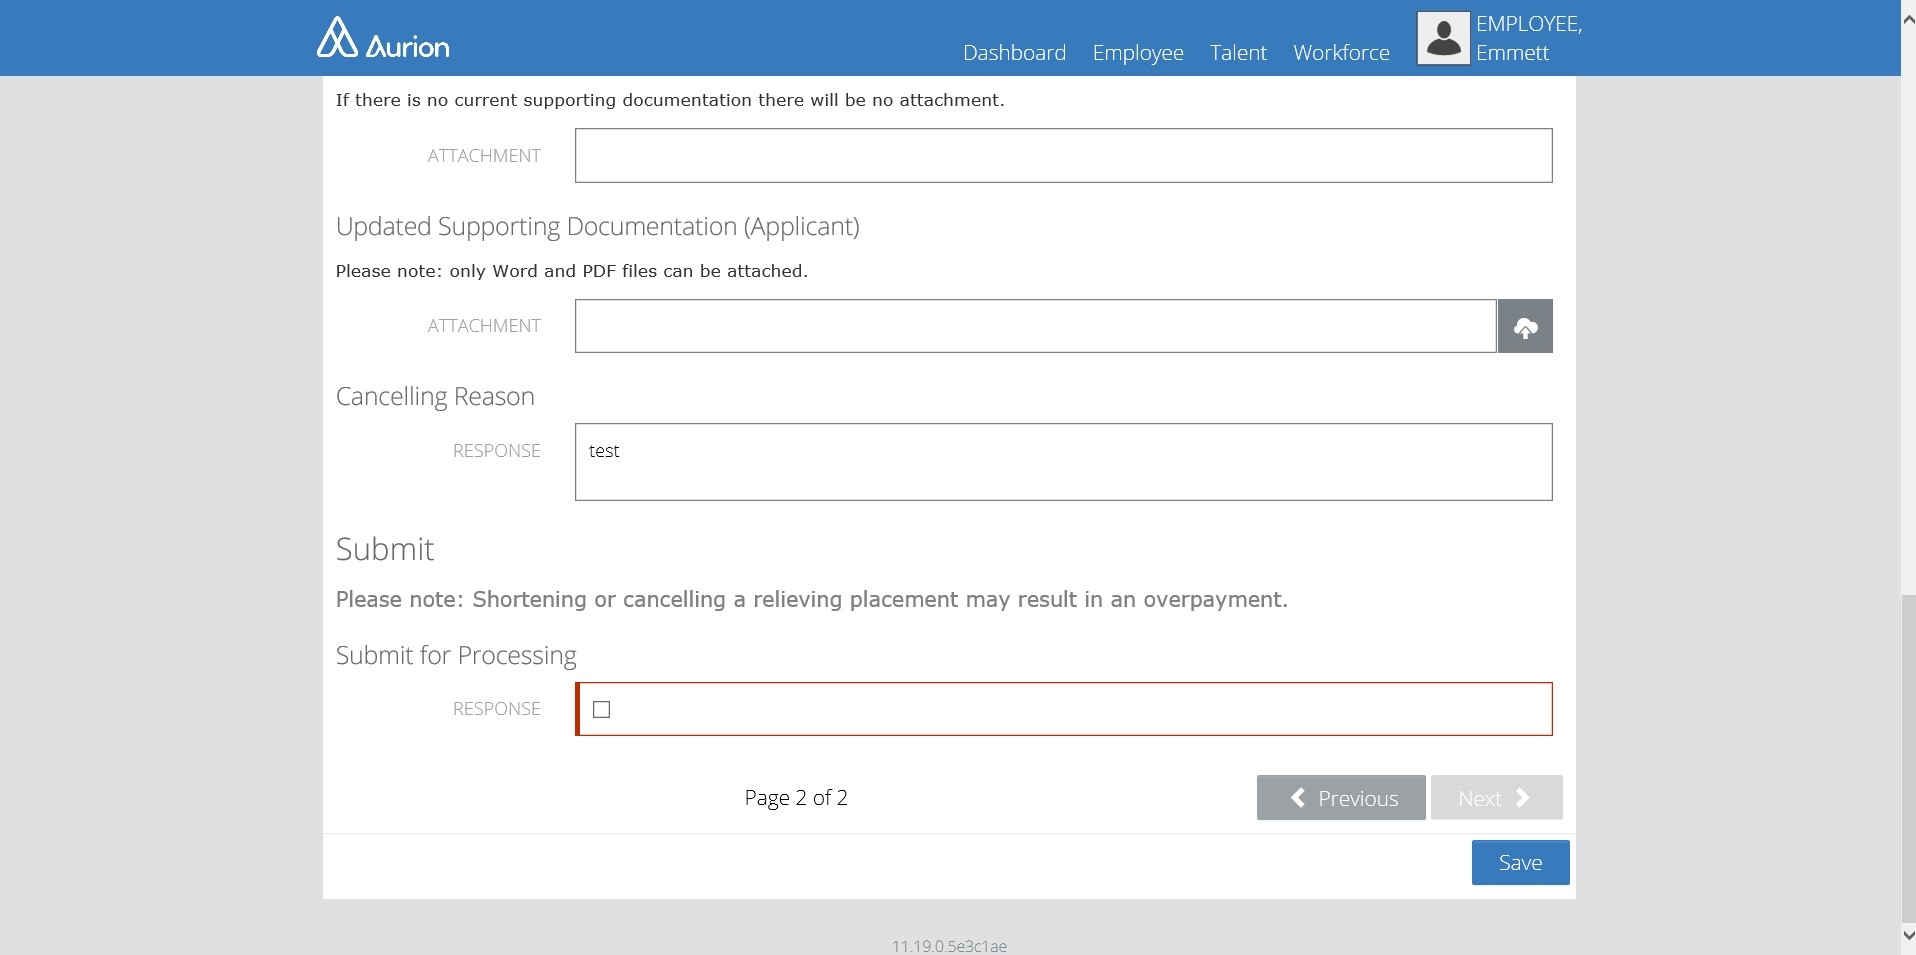 Aurion
Dashboard Employee Talent Workforce
EMPLOYEE,
Emmett
If there is no current supporting documentation there will be no attachment.
ATTACHMENT
Updated Supporting Documentation (Applicant)
Please note: only Word and PDF files can be attached.
ATTACHMENT
Cancelling Reason
RESPONSE test
Submit
Please note: Shortening or cancelling a relieving placement may result in an overpayment.
Submit for Processing
RESPONSE
Page 2 of 2 Previous Next
Save
11.19.0.5e3c1ae